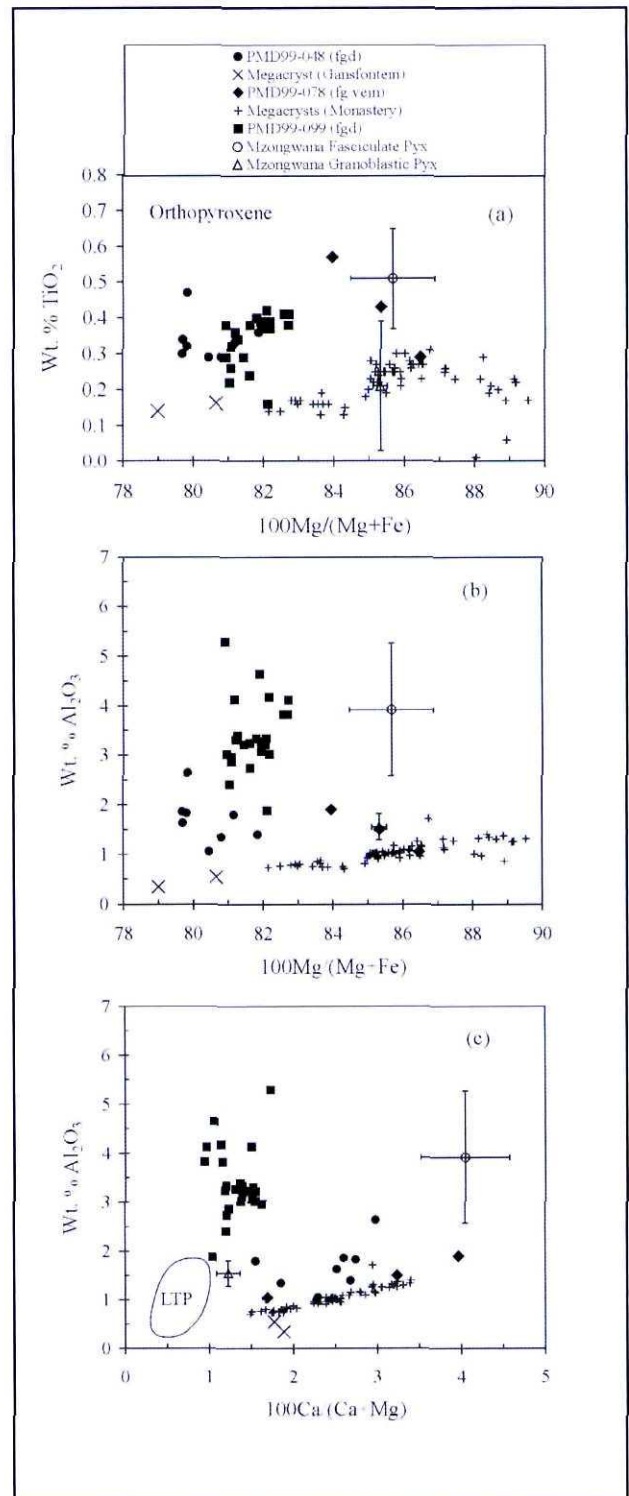 PMD99-048 (fgd)
Megacryst (Gansfontein)
PMD99-078 (fg vein)
Megacrysts (Monastery)
PMD99-099 (fgd)
Mzongwana Fasciculate Pyx
Mzongwana Granoblastic Pyx
Orthopyroxene
(a)
Wt. % TiO₂
0.8
0.7
0.6
0.5
0.4
0.3
0.2
0.1
0.0
78 80 82 84 86 88 90
100Mg/(Mg+Fe)
(b)
Wt. % Al₂O₃
7
6
5
4
3
2
1
0
78 80 82 84 86 88 90
100Mg/(Mg+Fe)
(c)
Wt. % Al₂O₃
7
6
5
4
3
2
1
0
LTP
0 1 2 3 4 5
100Ca/(Ca+Mg)